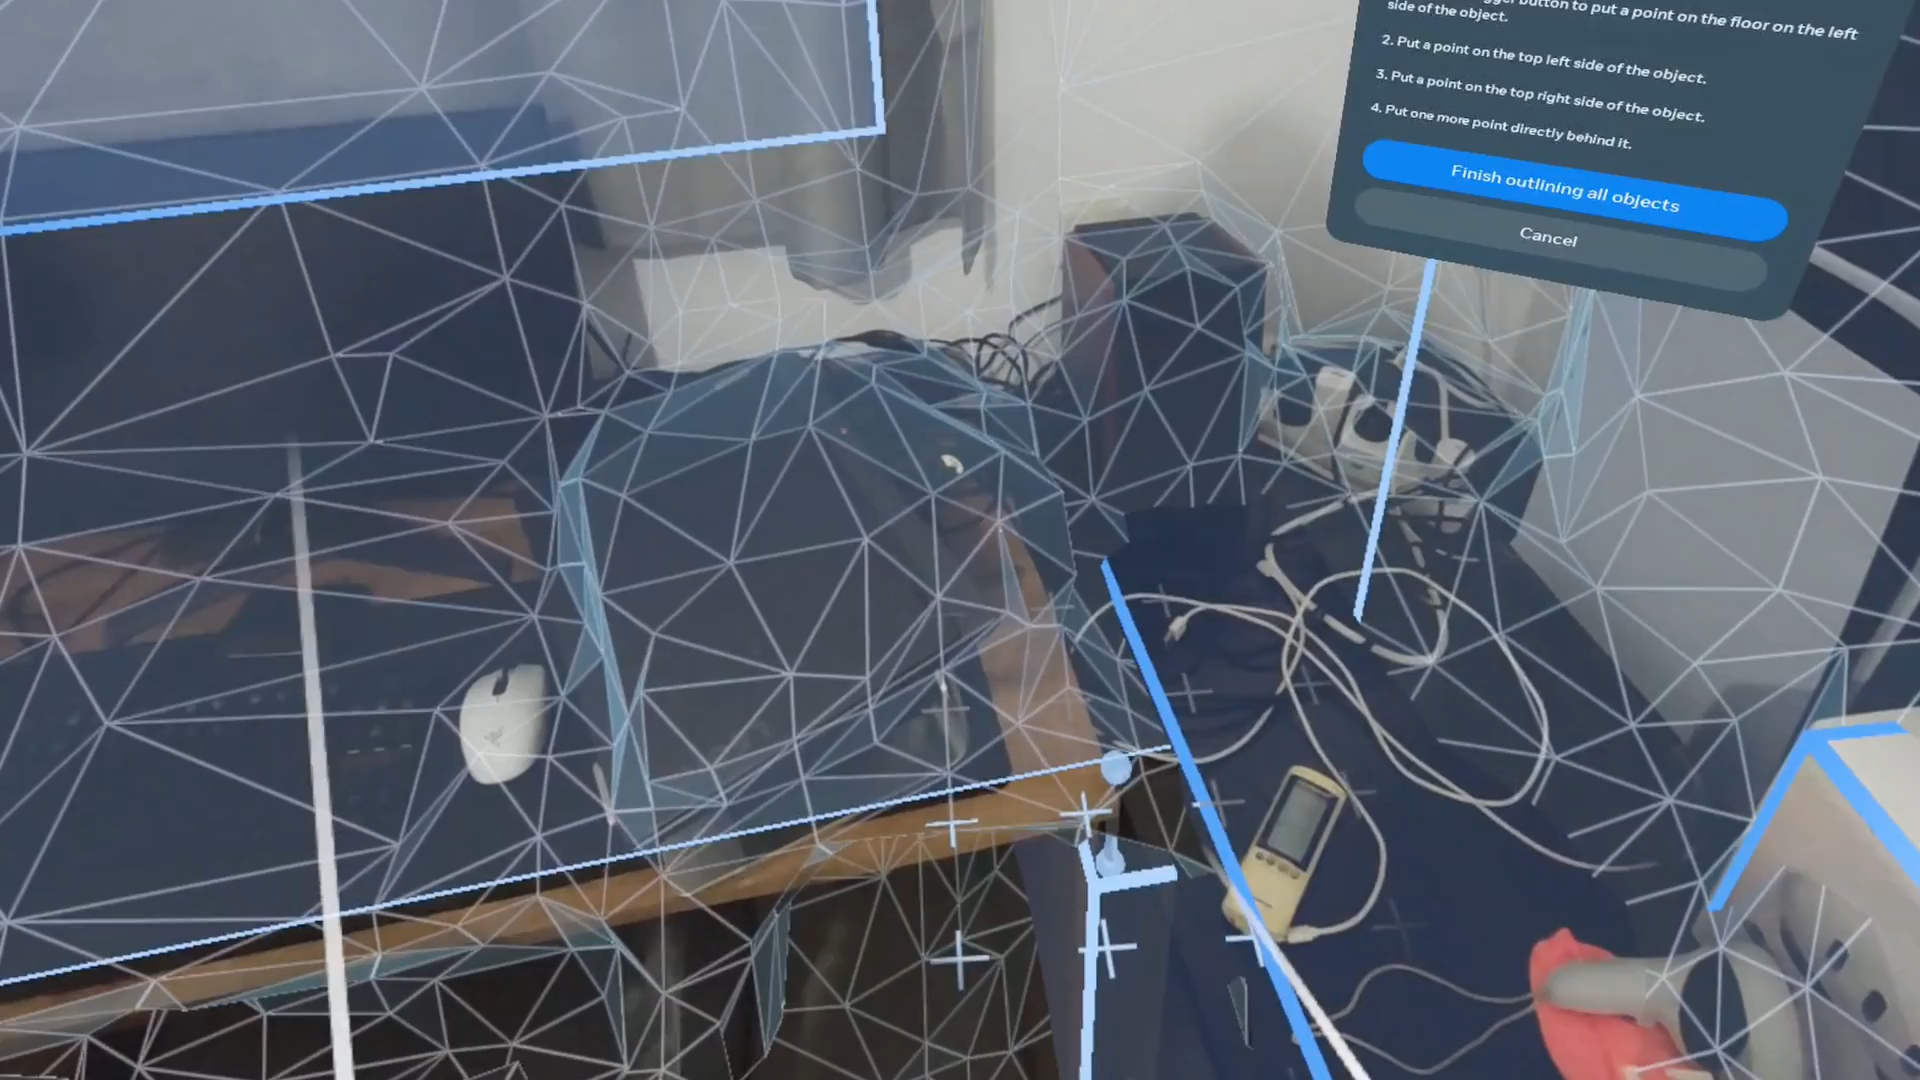 button to put a point on the floor on the left
side of the object.
2. Put a point on the top left side of the object.
3. Put a point on the top right side of the object.
4. Put one more point directly behind it.
Finish outlining all objects
Cancel